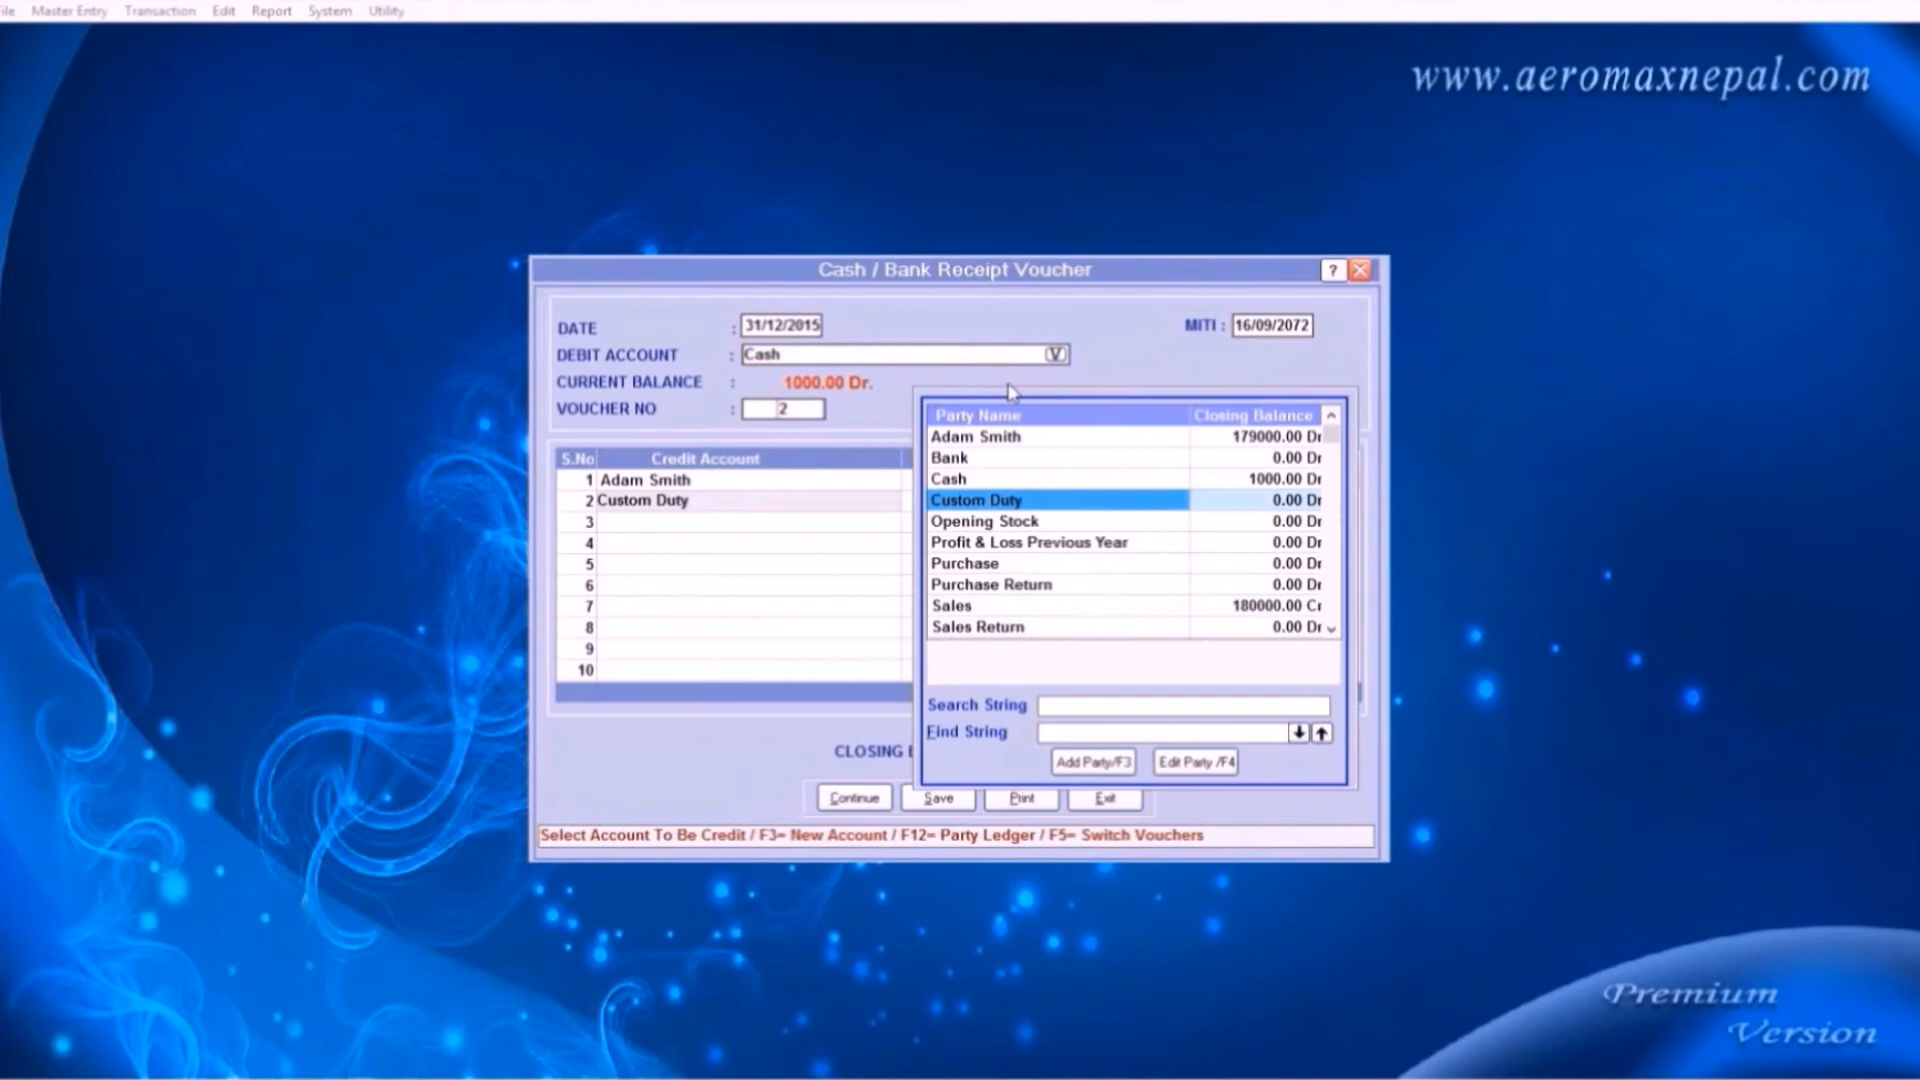 ile Master Entry Transaction Edit Report System Utility
www.aeromaxnepal.com
Cash / Bank Receipt Voucher
?
DATE : 31/12/2015 MITI : 16/09/2072
DEBIT ACCOUNT : Cash V
CURRENT BALANCE : 1000.00 Dr.
VOUCHER NO : 2
S.No Credit Account
1 Adam Smith
2 Custom Duty
3
4
5
6
7
8
9
10
Party Name Closing Balance
Adam Smith 179000.00 Dr
Bank 0.00 Dr
Cash 1000.00 Dr
Custom Duty 0.00 Dr
Opening Stock 0.00 Dr
Profit & Loss Previous Year 0.00 Dr
Purchase 0.00 Dr
Purchase Return 0.00 Dr
Sales 180000.00 Cr
Sales Return 0.00 Dr
Search String
Find String
Add Party/F3 Edit Party /F4
CLOSING
Continue Save Print Exit
Select Account To Be Credit / F3= New Account / F12= Party Ledger / F5= Switch Vouchers
Premium
Version